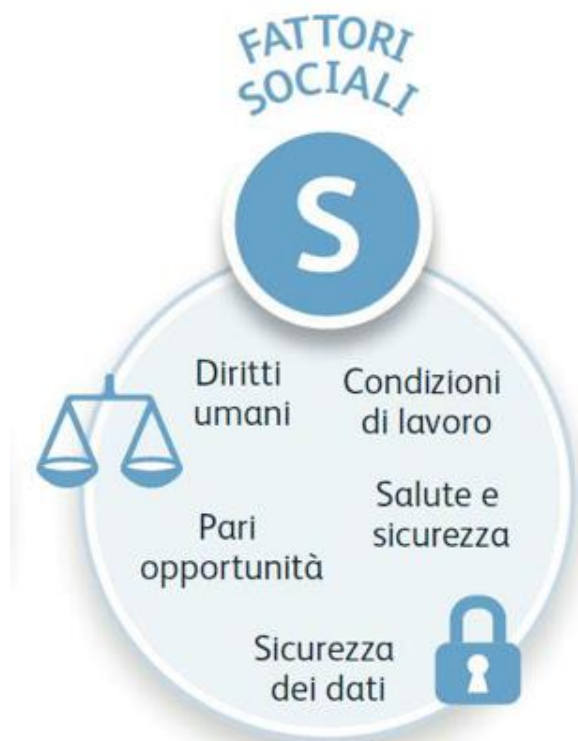 FATTORI
SOCIALI
S
Diritti
umani
Condizioni
di lavoro
Pari
opportunità
Salute e
sicurezza
Sicurezza
dei dati